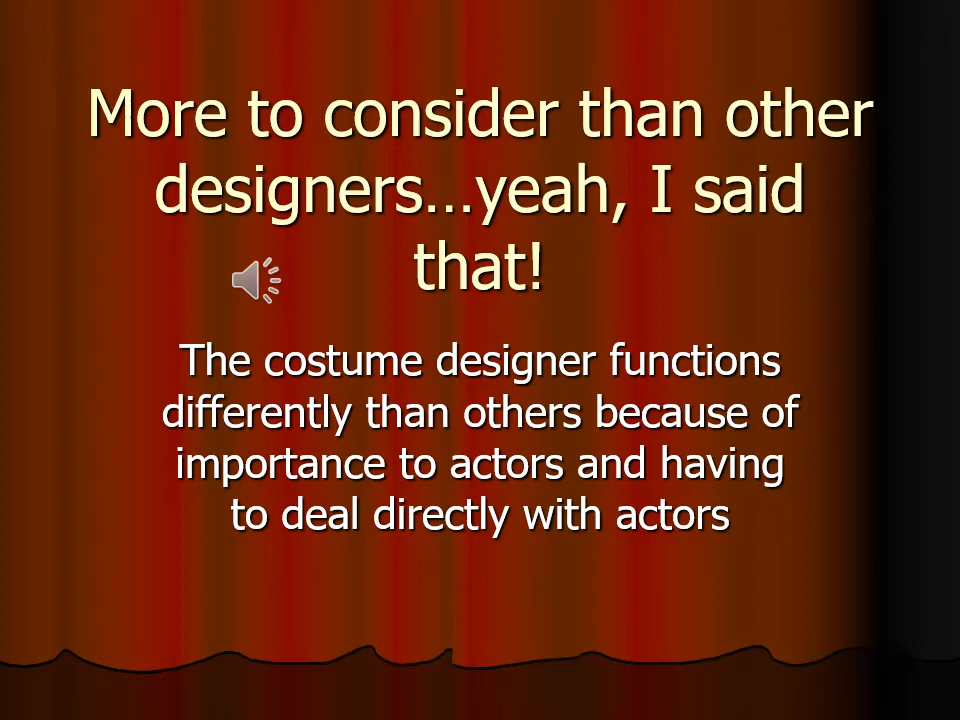 More to consider than other
designers…yeah, I said
that!
The costume designer functions
differently than others because of
importance to actors and having
to deal directly with actors